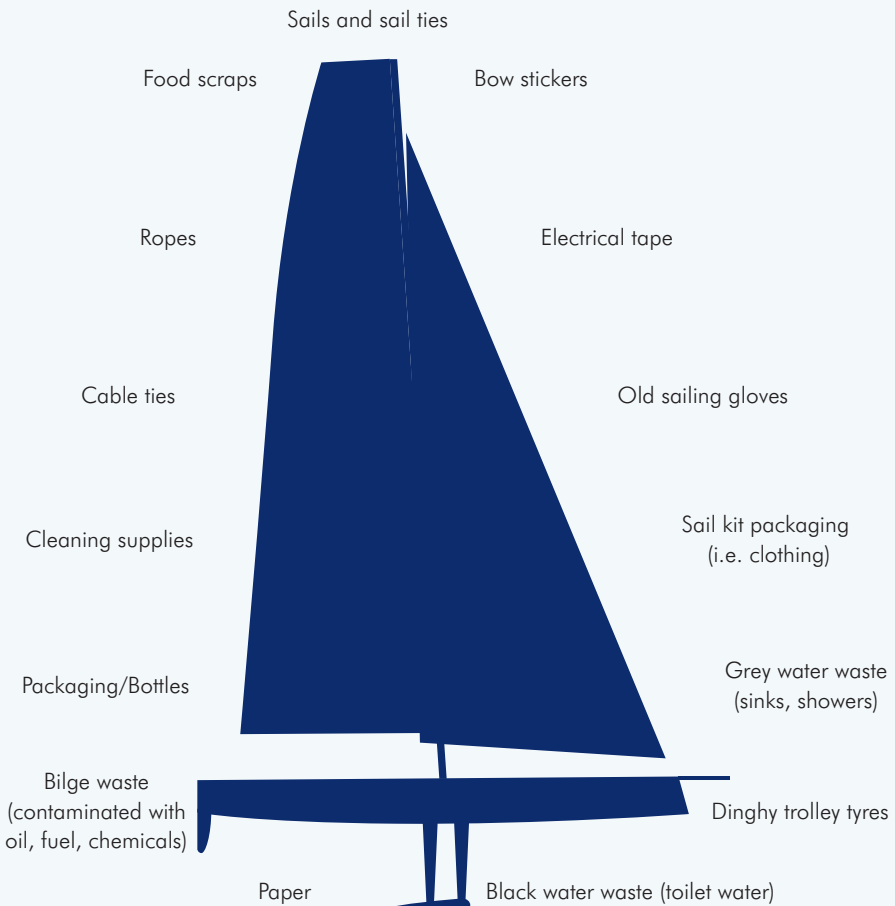 Sails and sail ties
Food scraps
Bow stickers
Ropes
Electrical tape
Cable ties
Old sailing gloves
Cleaning supplies
Sail kit packaging
(i.e. clothing)
Packaging/Bottles
Grey water waste
(sinks, showers)
Bilge waste
(contaminated with
oil, fuel, chemicals)
Dinghy trolley tyres
Paper
Black water waste (toilet water)